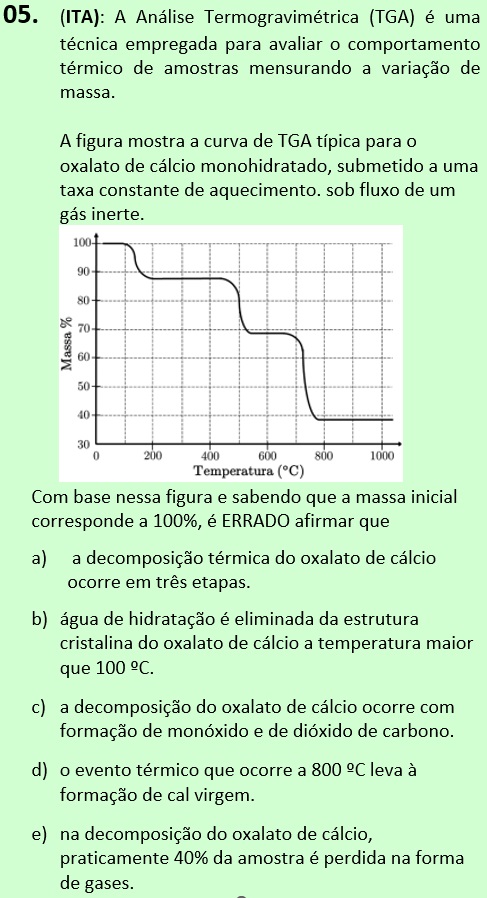 05. (ITA): A Análise Termogravimétrica (TGA) é uma
técnica empregada para avaliar o comportamento
térmico de amostras mensurando a variação de
massa.
A figura mostra a curva de TGA típica para o
oxalato de cálcio monohidratado, submetido a uma
taxa constante de aquecimento. sob fluxo de um
gás inerte.
100
90
80
70
60
50
40
30
Massa %
0 200 400 600 800 1000
Temperatura (ºC)
Com base nessa figura e sabendo que a massa inicial
corresponde a 100%, é ERRADO afirmar que
a) a decomposição térmica do oxalato de cálcio
ocorre em três etapas.
b) água de hidratação é eliminada da estrutura
cristalina do oxalato de cálcio a temperatura maior
que 100 ºC.
c) a decomposição do oxalato de cálcio ocorre com
formação de monóxido e de dióxido de carbono.
d) o evento térmico que ocorre a 800 ºC leva à
formação de cal virgem.
e) na decomposição do oxalato de cálcio,
praticamente 40% da amostra é perdida na forma
de gases.